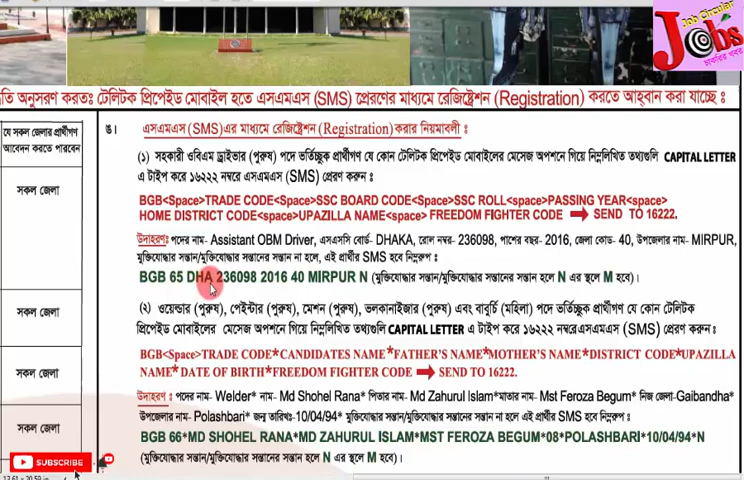 Job Circular
Jobs
চাকরির খবর
অনুসরণ করতঃ টেলিটক প্রিপেইড মোবাইল হতে এসএমএস (SMS) প্রেরণের মাধ্যমে রেজিষ্ট্রেশন (Registration) করতে আহ্বান করা যাচ্ছে :
যে সকল জেলার প্রার্থীগণ
আবেদন করতে পারবেন
সকল জেলা
সকল জেলা
সকল জেলা
সকল জেলা
ঙ। এসএমএস (SMS) এর মাধ্যমে রেজিষ্ট্রেশন (Registration) করার নিয়মাবলী :
(১) সহকারী ওবিএম ড্রাইভার (পুরুষ) পদে ভর্তিচ্ছুক প্রার্থীগণ যে কোন টেলিটক প্রিপেইড মোবাইলের মেসেজ অপশনে গিয়ে নিম্নলিখিত তথ্যগুলি CAPITAL LETTER
এ টাইপ করে ১৬২২২ নম্বরে এসএমএস (SMS) প্রেরণ করুন :
BGB<Space>TRADE CODE<Space>SSC BOARD CODE<Space>SSC ROLL<space>PASSING YEAR<space>
HOME DISTRICT CODE<space>UPAZILLA NAME<space> FREEDOM FIGHTER CODE ➡ SEND TO 16222.
উদাহরণঃ পদের নাম- Assistant OBM Driver, এসএসসি বোর্ড- DHAKA, রোল নম্বর- 236098, পাশের বছর- 2016, জেলা কোড- 40, উপজেলার নাম- MIRPUR,
মুক্তিযোদ্ধার সন্তান/মুক্তিযোদ্ধার সন্তানের সন্তান না হলে, এই প্রার্থীর SMS হবে নিম্নরুপঃ
BGB 65 DHA 236098 2016 40 MIRPUR N (মুক্তিযোদ্ধার সন্তান/মুক্তিযোদ্ধার সন্তানের সন্তান হলে N এর স্থলে M হবে)।
(২) ওয়েল্ডার (পুরুষ), পেইন্টার (পুরুষ), মেশন (পুরুষ), ভলকানাইজার (পুরুষ) এবং বাবুর্চি (মহিলা) পদে ভর্তিচ্ছুক প্রার্থীগণ যে কোন টেলিটক
প্রিপেইড মোবাইলের মেসেজ অপশনে গিয়ে নিম্নলিখিত তথ্যগুলি CAPITAL LETTER এ টাইপ করে ১৬২২২ নম্বরে এসএমএস (SMS) প্রেরণ করুন:
BGB<Space>TRADE CODE*CANDIDATES NAME*FATHER'S NAME*MOTHER'S NAME*DISTRICT CODE*UPAZILLA
NAME* DATE OF BIRTH*FREEDOM FIGHTER CODE ➡ SEND TO 16222.
উদাহরণ : পদের নাম- Welder* নাম- Md Shohel Rana* পিতার নাম- Md Zahurul Islam*মাতার নাম- Mst Feroza Begum* নিজ জেলা- Gaibandha*
উপজেলার নাম- Polashbari* জন্ম তারিখঃ- 10/04/94* মুক্তিযোদ্ধার সন্তান/মুক্তিযোদ্ধার সন্তানের সন্তান না হলে এই প্রার্থীর SMS হবে নিম্নরুপ :
BGB 66*MD SHOHEL RANA*MD ZAHURUL ISLAM*MST FEROZA BEGUM*08*POLASHBARI*10/04/94*N
(মুক্তিযোদ্ধার সন্তান/মুক্তিযোদ্ধার সন্তানের সন্তান হলে N এর স্থলে M হবে)।
SUBSCRIBE